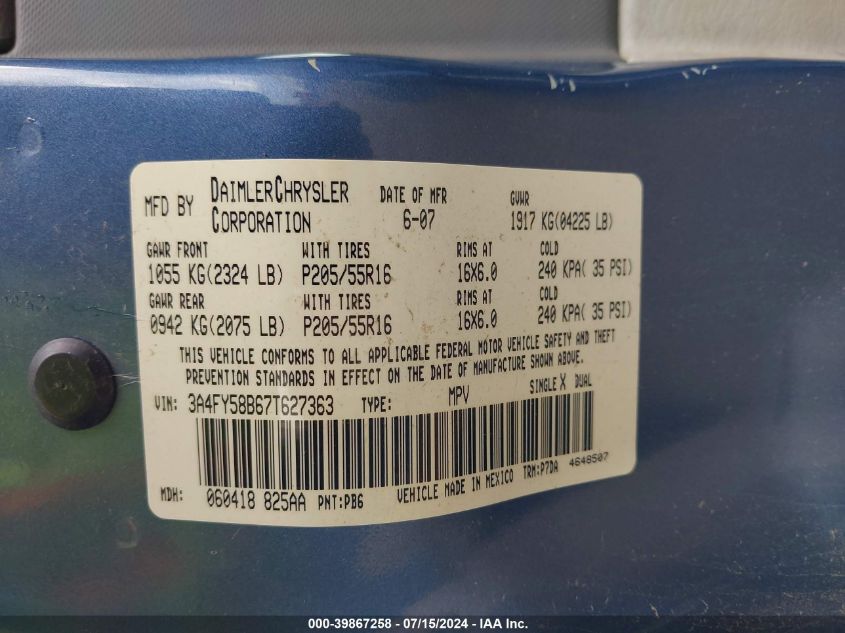 MFD BY DAIMLERCHRYSLER CORPORATION DATE OF MFR 6-07 GVWR 1917 KG(04225 LB)
GAWR FRONT WITH TIRES RIMS AT COLD
1055 KG(2324 LB) P205/55R16 16X6.0 240 KPA( 35 PSI)
GAWR REAR WITH TIRES RIMS AT COLD
0942 KG(2075 LB) P205/55R16 16X6.0 240 KPA( 35 PSI)
THIS VEHICLE CONFORMS TO ALL APPLICABLE FEDERAL MOTOR VEHICLE SAFETY AND THEFT
PREVENTION STANDARDS IN EFFECT ON THE DATE OF MANUFACTURE SHOWN ABOVE.
VIN: 3A4FY58B67T627363 TYPE: MPV SINGLE X DUAL
MDH: 060418 825AA PNT:PB6 VEHICLE MADE IN MEXICO TRM:P7DA 4648507
000-39867258 - 07/15/2024 - IAA Inc.